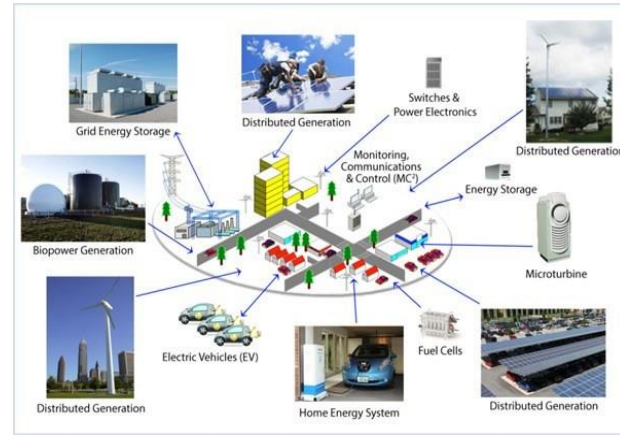 Grid Energy Storage
Distributed Generation
Switches &
Power Electronics
Distributed Generation
Monitoring,
Communications
& Control (MC²)
Energy Storage
Biopower Generation
Microturbine
Electric Vehicles (EV)
Fuel Cells
Distributed Generation
Home Energy System
Distributed Generation